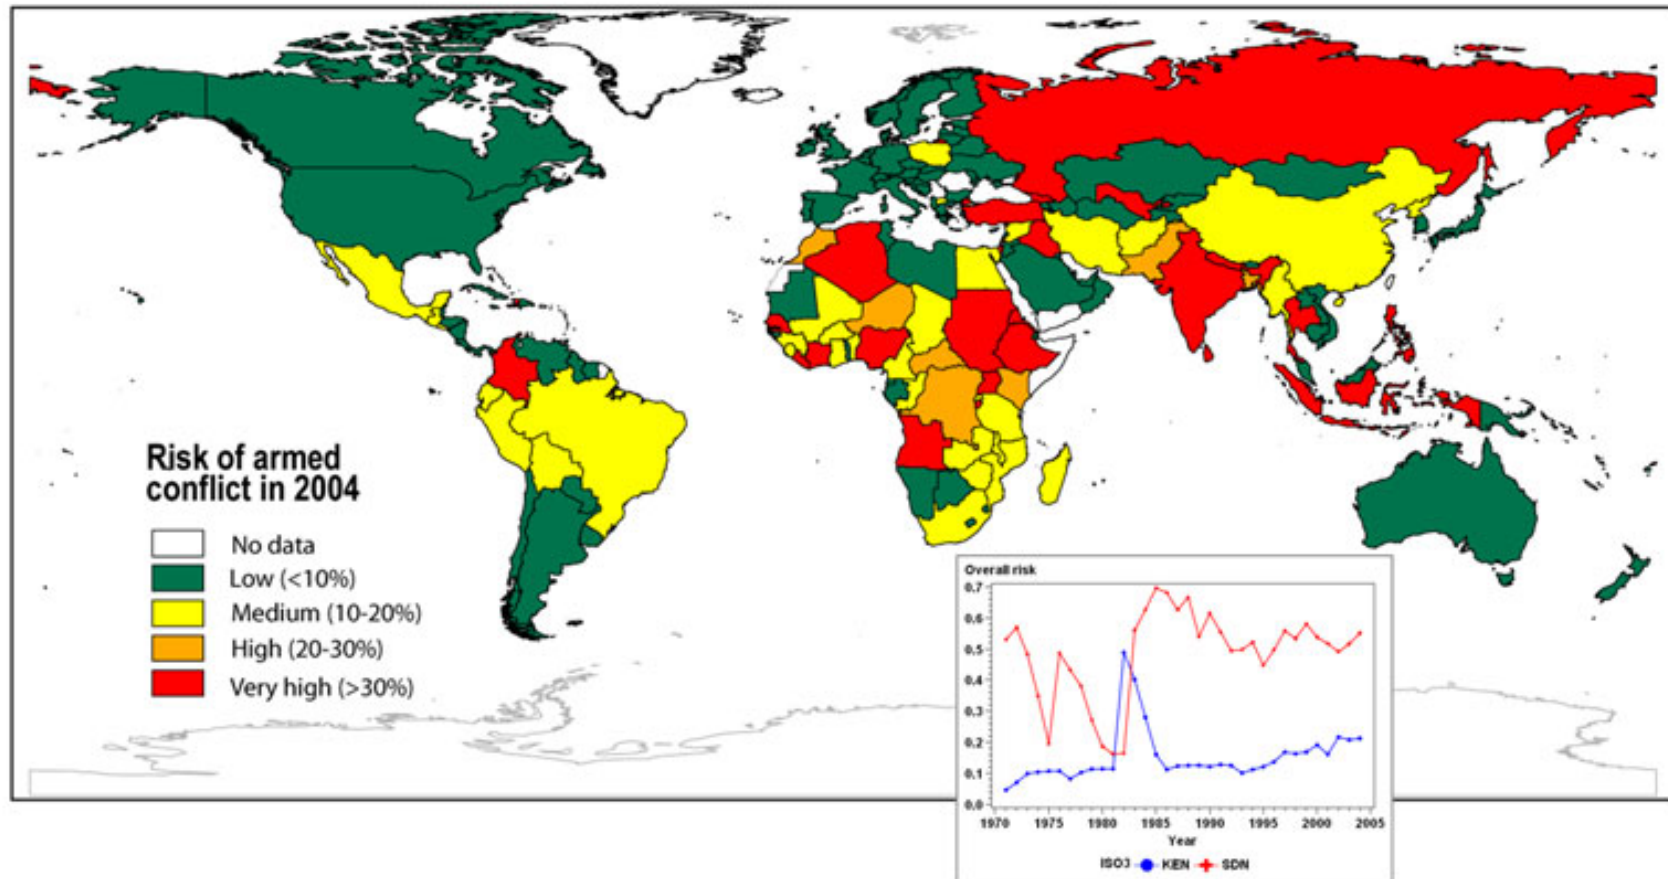 Risk of armed
conflict in 2004
No data
Low (<10%)
Medium (10-20%)
High (20-30%)
Very high (>30%)
Overall risk
0.7
0.6
0.5
0.4
0.3
0.2
0.1
0.0
1970 1975 1980 1985 1990 1995 2000 2005
Year
ISO3 KEN SDN